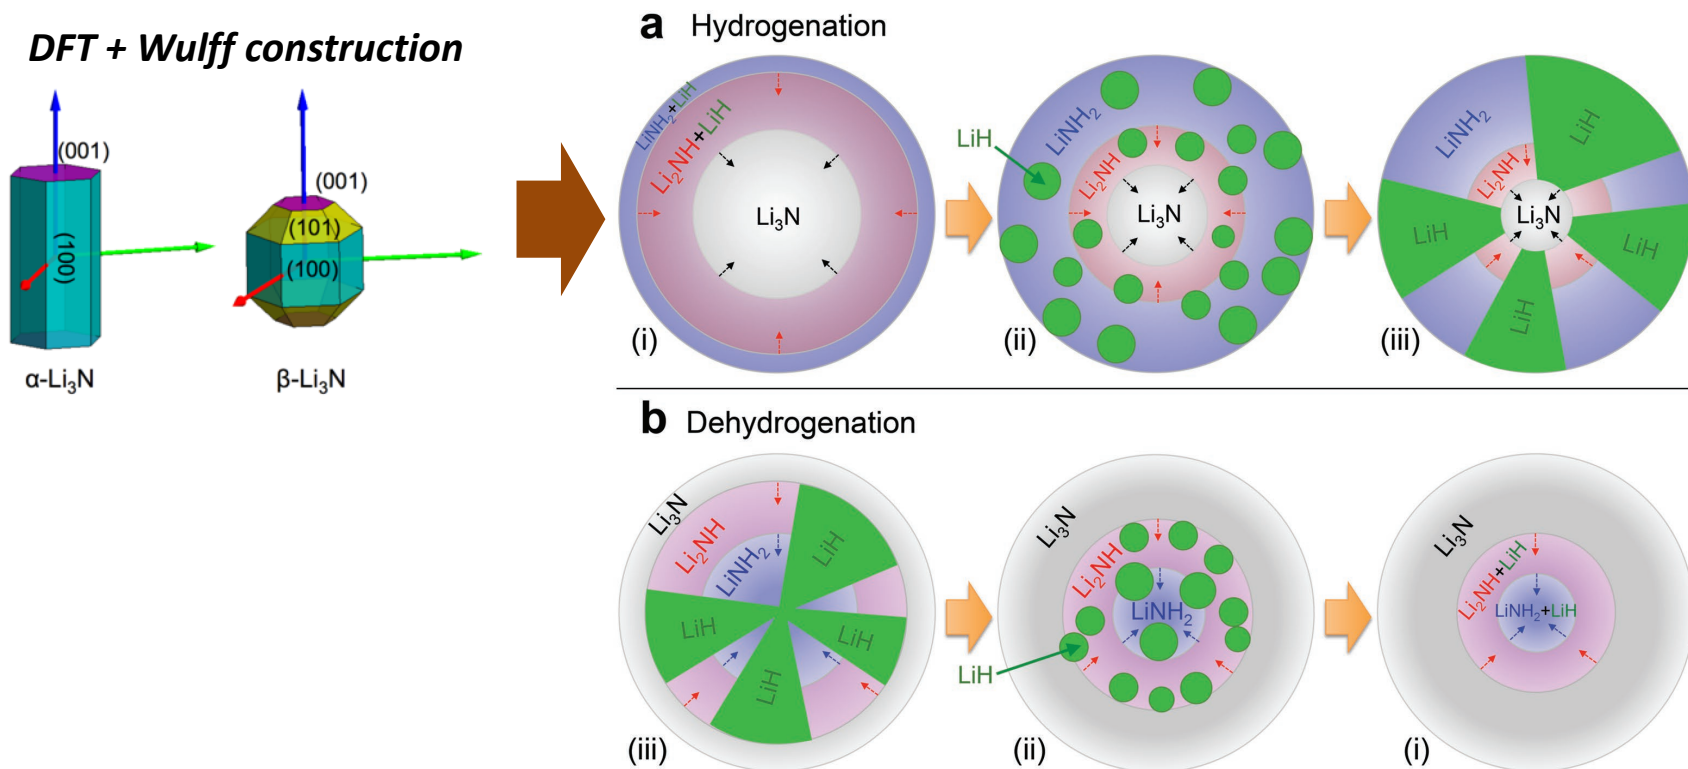 DFT + Wulff construction
(001)
(100)
α-Li₃N
(001)
(101)
(100)
β-Li₃N
a Hydrogenation
LiNH₂+LiH
Li₂NH+LiH
Li₃N
(i)
LiH
LiNH₂
Li₂NH
Li₃N
(ii)
LiNH₂
LiH
Li₂NH
Li₃N
LiH
LiH
LiH
(iii)
b Dehydrogenation
Li₃N
Li₂NH
LiNH₂
LiH
LiH
LiH
LiH
(iii)
Li₃N
Li₂NH
LiNH₂
LiH
(ii)
Li₃N
Li₂NH+LiH
LiNH₂+LiH
(i)